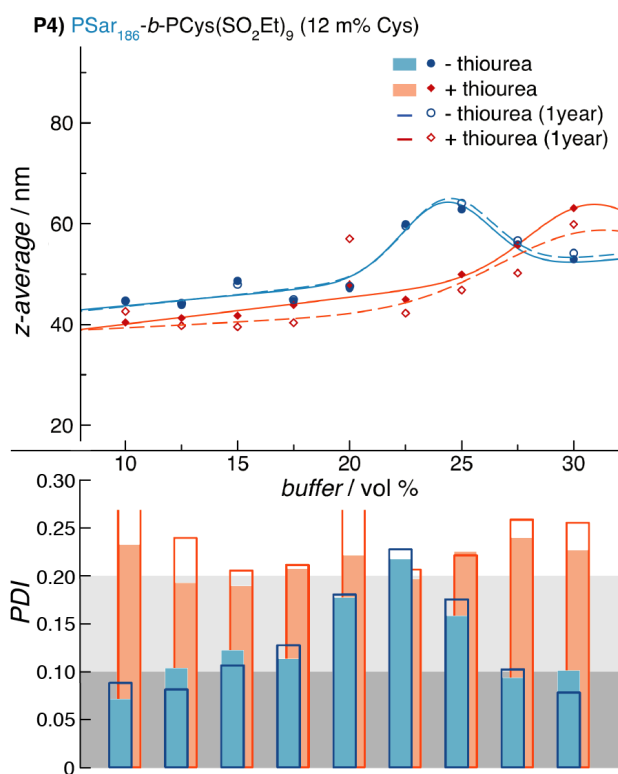 P4) PSar186-b-PCys(SO2Et)9 (12 m% Cys)
- thiourea
+ thiourea
- thiourea (1year)
+ thiourea (1year)
z-average / nm
80
60
40
20
10 15 20 25 30
buffer / vol %
PDI
0.30
0.25
0.20
0.15
0.10
0.05
0